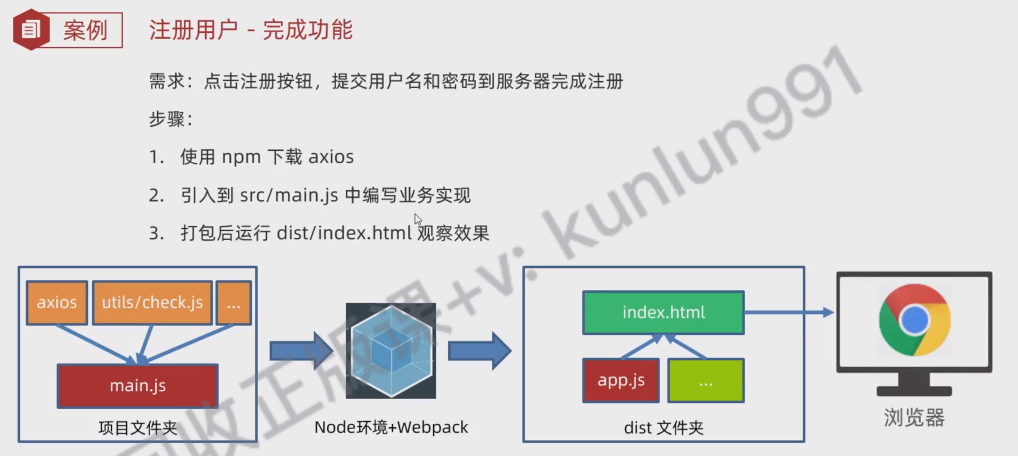 案例
注册用户 - 完成功能
需求：点击注册按钮，提交用户名和密码到服务器完成注册
步骤：
1. 使用 npm 下载 axios
2. 引入到 src/main.js 中编写业务实现
3. 打包后运行 dist/index.html 观察效果
axios
utils/check.js
...
main.js
项目文件夹
Node环境+Webpack
index.html
app.js
...
dist 文件夹
浏览器
回收正版课+v: kunlun991